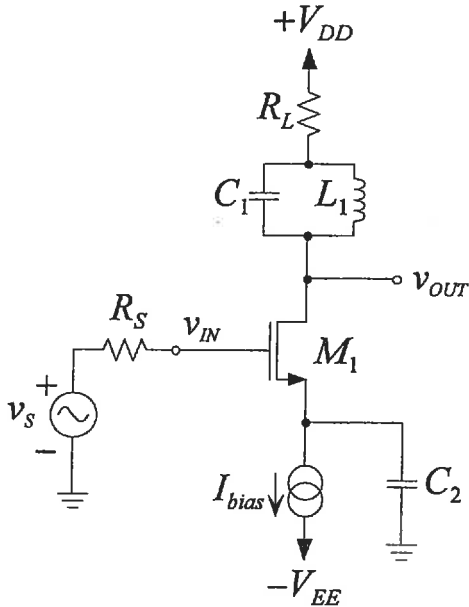 +V_DD
R_L
C_1
L_1
v_OUT
R_S
v_IN
M_1
+
v_S
−
I_bias
C_2
−V_EE